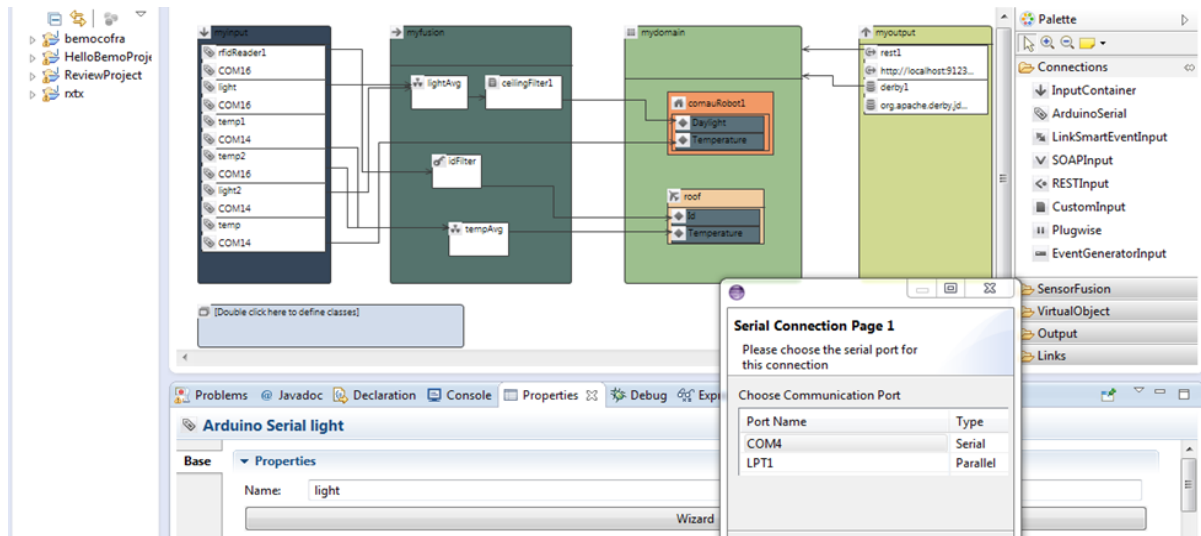 bemocofra
HelloBemoProje
ReviewProject
rxtx
myinput
rfidReader1
COM16
light
COM16
temp1
COM14
temp2
COM16
light2
COM14
temp
COM14
myfusion
lightAvg
ceilingFilter1
idFilter
tempAvg
mydomain
comauRobot1
Daylight
Temperature
roof
Id
Temperature
myoutput
rest1
http://localhost:9123...
derby1
org.apache.derby.jd...
[Double click here to define classes]
Palette
Connections
InputContainer
ArduinoSerial
LinkSmartEventInput
SOAPInput
RESTInput
CustomInput
Plugwise
EventGeneratorInput
SensorFusion
VirtualObject
Output
Links
Problems @ Javadoc Declaration Console Properties Debug Expr
Arduino Serial light
Base
Properties
Name: light
Wizard
Serial Connection Page 1
Please choose the serial port for
this connection
Choose Communication Port
Port Name Type
COM4 Serial
LPT1 Parallel